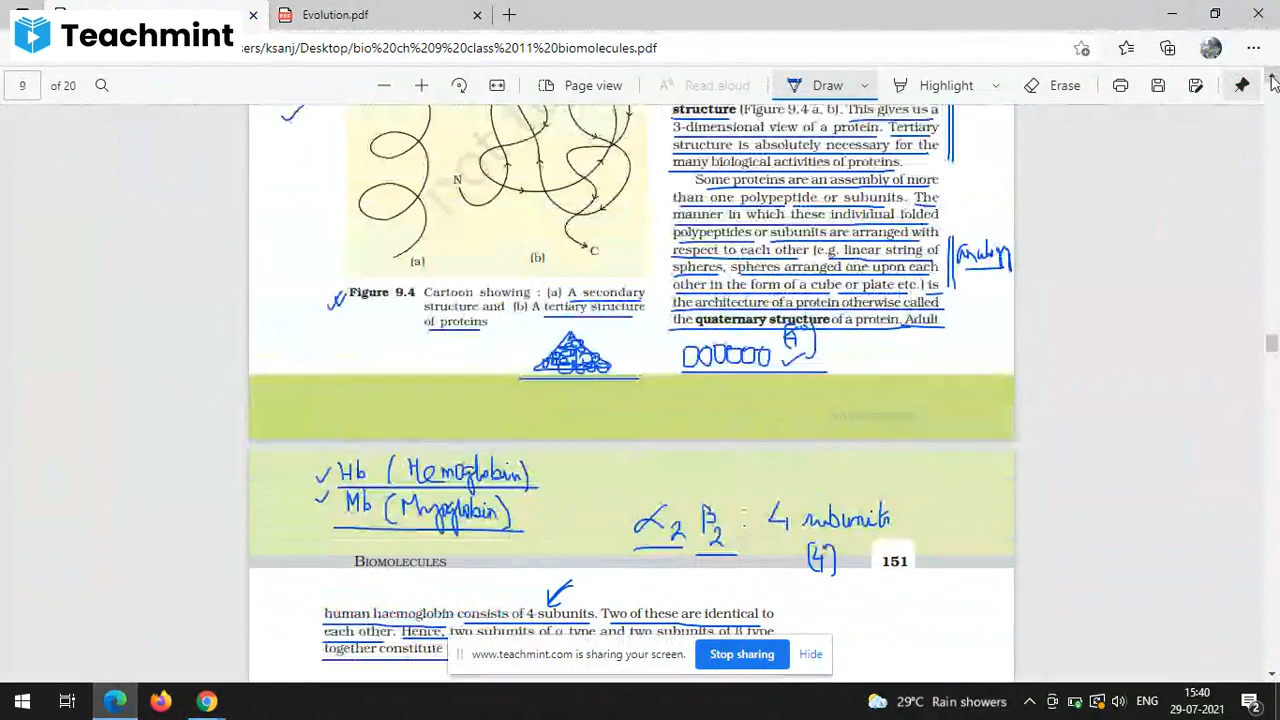 Evolution.pdf
Teachmint
ers/ksanj/Desktop/bio%20ch%209%20class%2011%20biomolecules.pdf
9 of 20
Page view
Read aloud
Draw
Highlight
Erase
N
C
(a)
(b)
Figure 9.4 Cartoon showing : (a) A secondary
structure and (b) A tertiary structure
of proteins
structure (Figure 9.4 a, b). This gives us a
3-dimensional view of a protein. Tertiary
structure is absolutely necessary for the
many biological activities of proteins.
Some proteins are an assembly of more
than one polypeptide or subunits. The
manner in which these individual folded
polypeptides or subunits are arranged with
respect to each other (e.g. linear string of
spheres, spheres arranged one upon each
other in the form of a cube or plate etc.) is
the architecture of a protein otherwise called
the quaternary structure of a protein. Adult
Hb (Hemoglobin)
Mb (Myoglobin)
α2 β2 : 4 subunits
(4°)
BIOMOLECULES
151
human haemoglobin consists of 4 subunits. Two of these are identical to
each other. Hence, two subunits of α type and two subunits of β type
together constitute
www.teachmint.com is sharing your screen.
Stop sharing
Hide
29°C Rain showers
ENG
15:40
29-07-2021
2